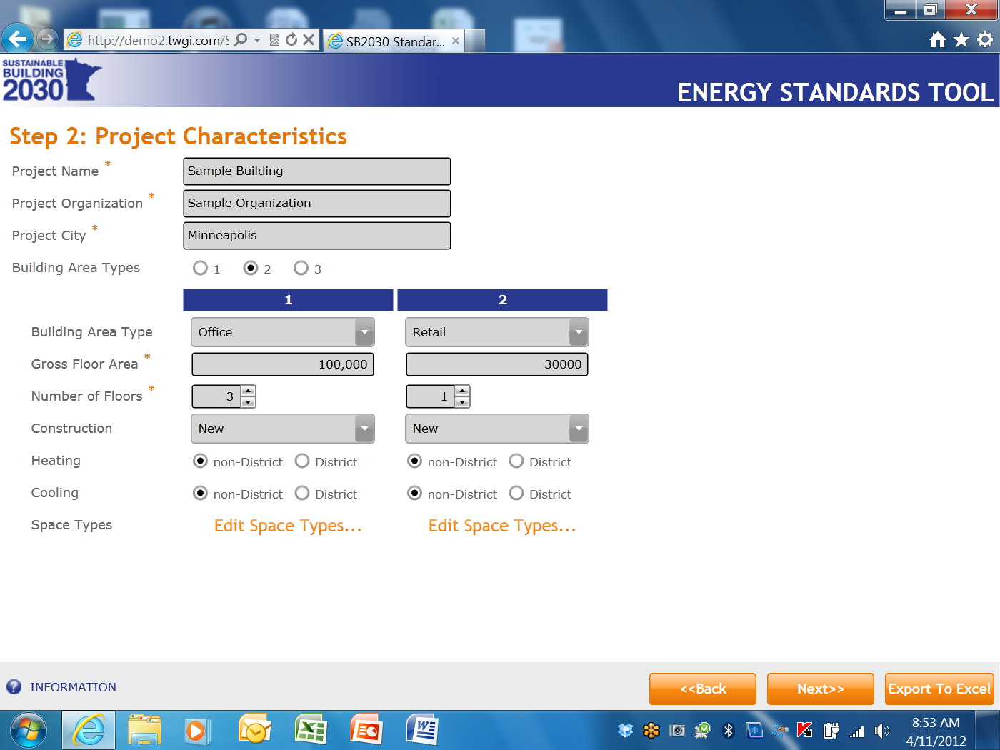 http://demo2.twgi.com/S
SB2030 Standar...
SUSTAINABLE
BUILDING
2030
ENERGY STANDARDS TOOL
Step 2: Project Characteristics
Project Name * Sample Building
Project Organization * Sample Organization
Project City * Minneapolis
Building Area Types 1 2 3
1 2
Building Area Type Office Retail
Gross Floor Area * 100,000 30000
Number of Floors * 3 1
Construction New New
Heating non-District District non-District District
Cooling non-District District non-District District
Space Types Edit Space Types... Edit Space Types...
? INFORMATION
<<Back Next>> Export To Excel
8:53 AM
4/11/2012